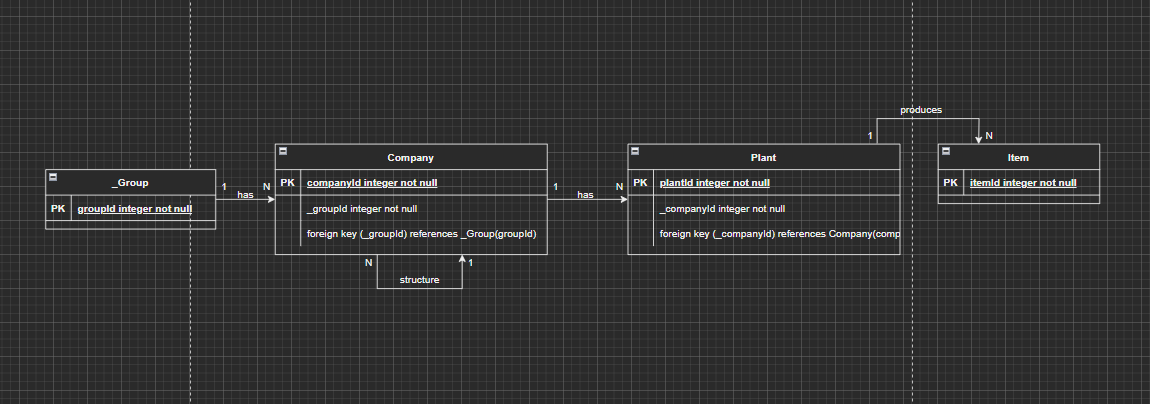 produces
1
N
_Group
PK
groupId integer not null
1
N
has
Company
PK
companyId integer not null
_groupId integer not null
foreign key (_groupId) references _Group(groupId)
N
1
structure
1
N
has
Plant
PK
plantId integer not null
_companyId integer not null
foreign key (_companyId) references Company(comp
Item
PK
itemId integer not null